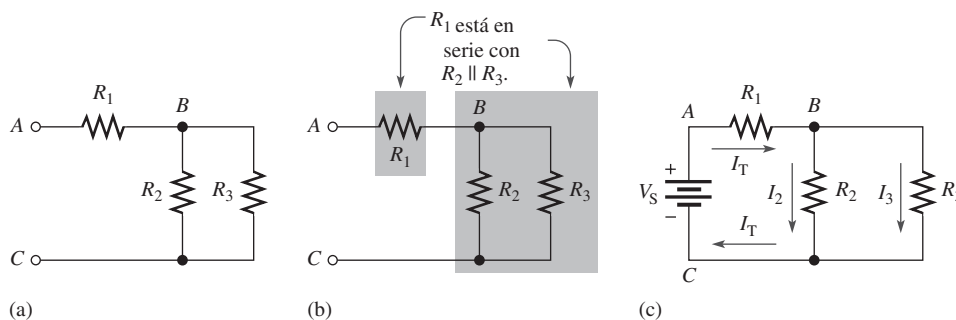 R1 está en
serie con
R2 || R3.
A
R1
B
R2
R3
C
(a)
A
R1
B
R2
R3
C
(b)
A
R1
B
IT
+
VS
−
I2
R2
I3
IT
C
(c)